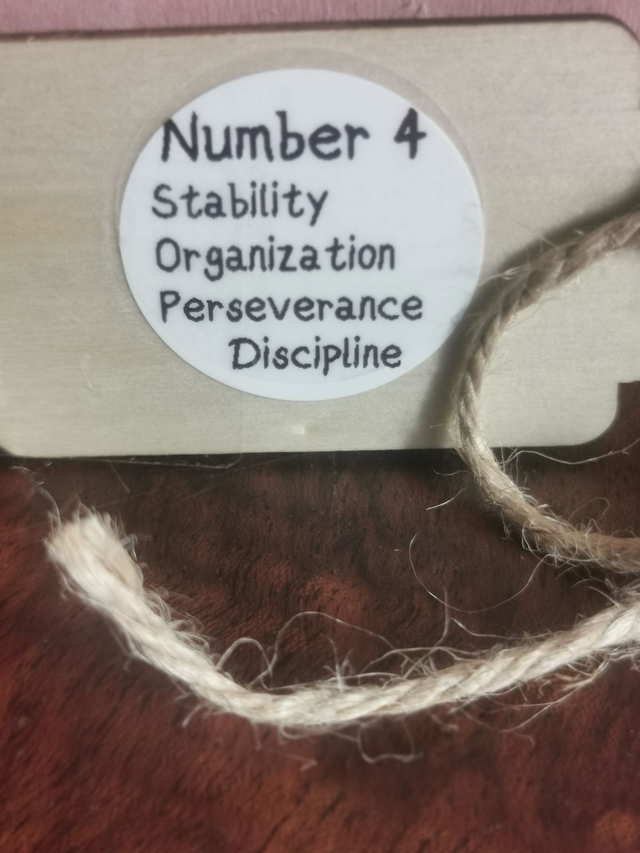 Number 4
Stability
Organization
Perseverance
Discipline